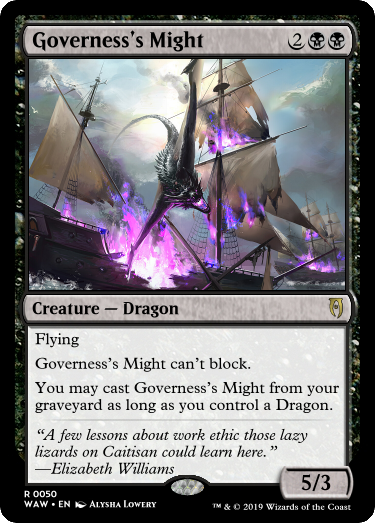 Governess's Might 2
Creature — Dragon
Flying
Governess's Might can't block.
You may cast Governess's Might from your
graveyard as long as you control a Dragon.
“A few lessons about work ethic those lazy
lizards on Caitisan could learn here.”
—Elizabeth Williams
5/3
R 0050
WAW • EN Alysha Lowery
™ & © 2019 Wizards of the Coast